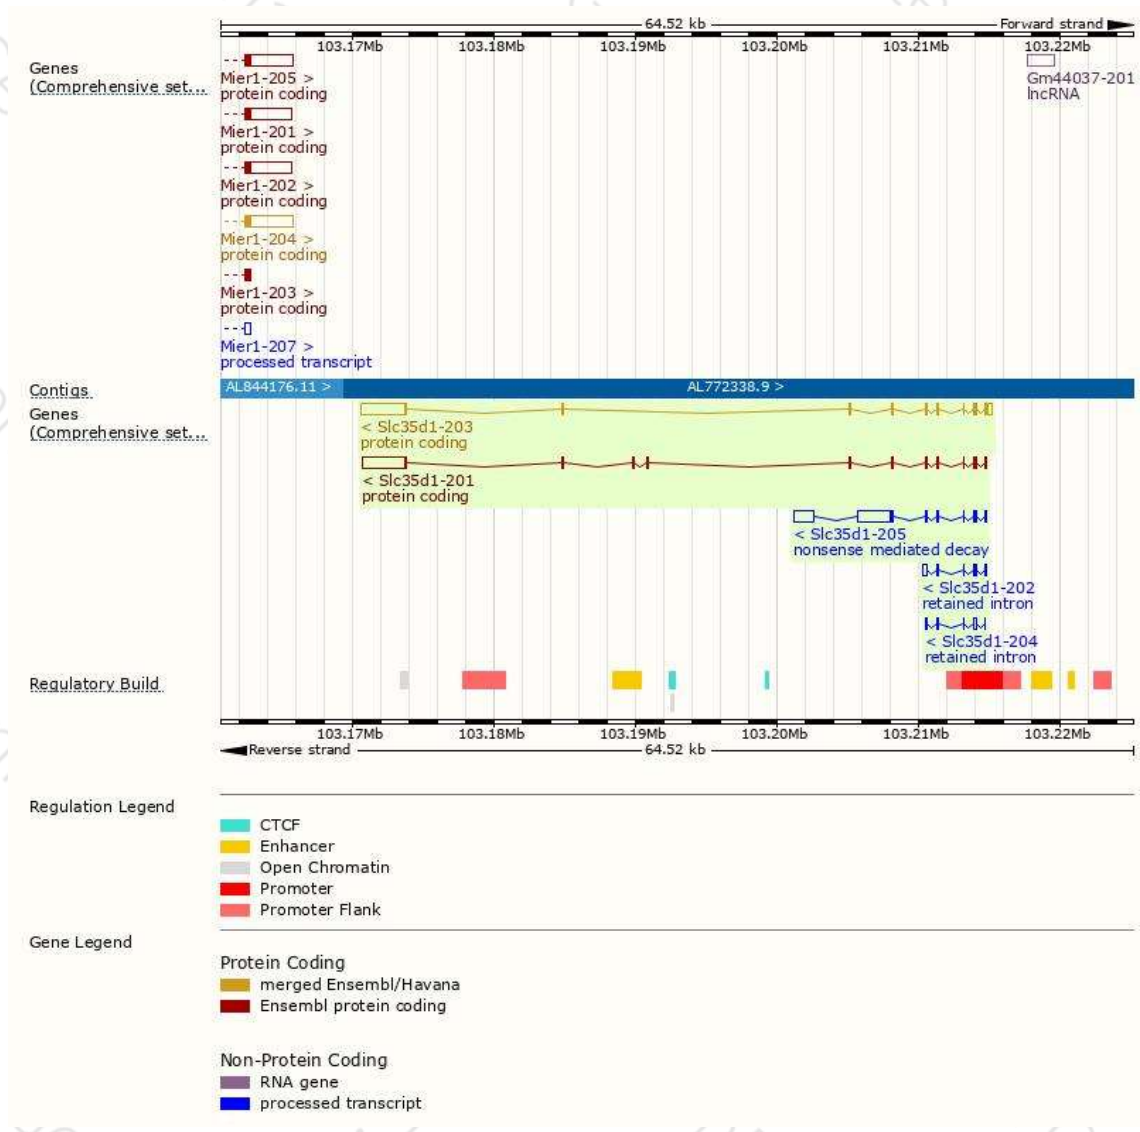 64.52 kb Forward strand
103.17Mb 103.18Mb 103.19Mb 103.20Mb 103.21Mb 103.22Mb
Genes
(Comprehensive set...
Mier1-205 >
protein coding
Gm44037-201
lncRNA
Mier1-201 >
protein coding
Mier1-202 >
protein coding
Mier1-204 >
protein coding
Mier1-203 >
protein coding
Mier1-207 >
processed transcript
Contigs
AL844176.11 > AL772338.9 >
Genes
(Comprehensive set...
< Slc35d1-203
protein coding
< Slc35d1-201
protein coding
< Slc35d1-205
nonsense mediated decay
< Slc35d1-202
retained intron
< Slc35d1-204
retained intron
Regulatory Build
103.17Mb 103.18Mb 103.19Mb 103.20Mb 103.21Mb 103.22Mb
Reverse strand 64.52 kb
Regulation Legend
CTCF
Enhancer
Open Chromatin
Promoter
Promoter Flank
Gene Legend
Protein Coding
merged Ensembl/Havana
Ensembl protein coding
Non-Protein Coding
RNA gene
processed transcript